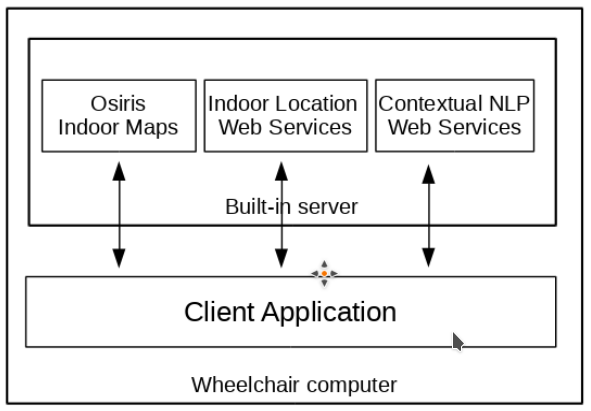 Osiris
Indoor Maps
Indoor Location
Web Services
Contextual NLP
Web Services
Built-in server
Client Application
Wheelchair computer